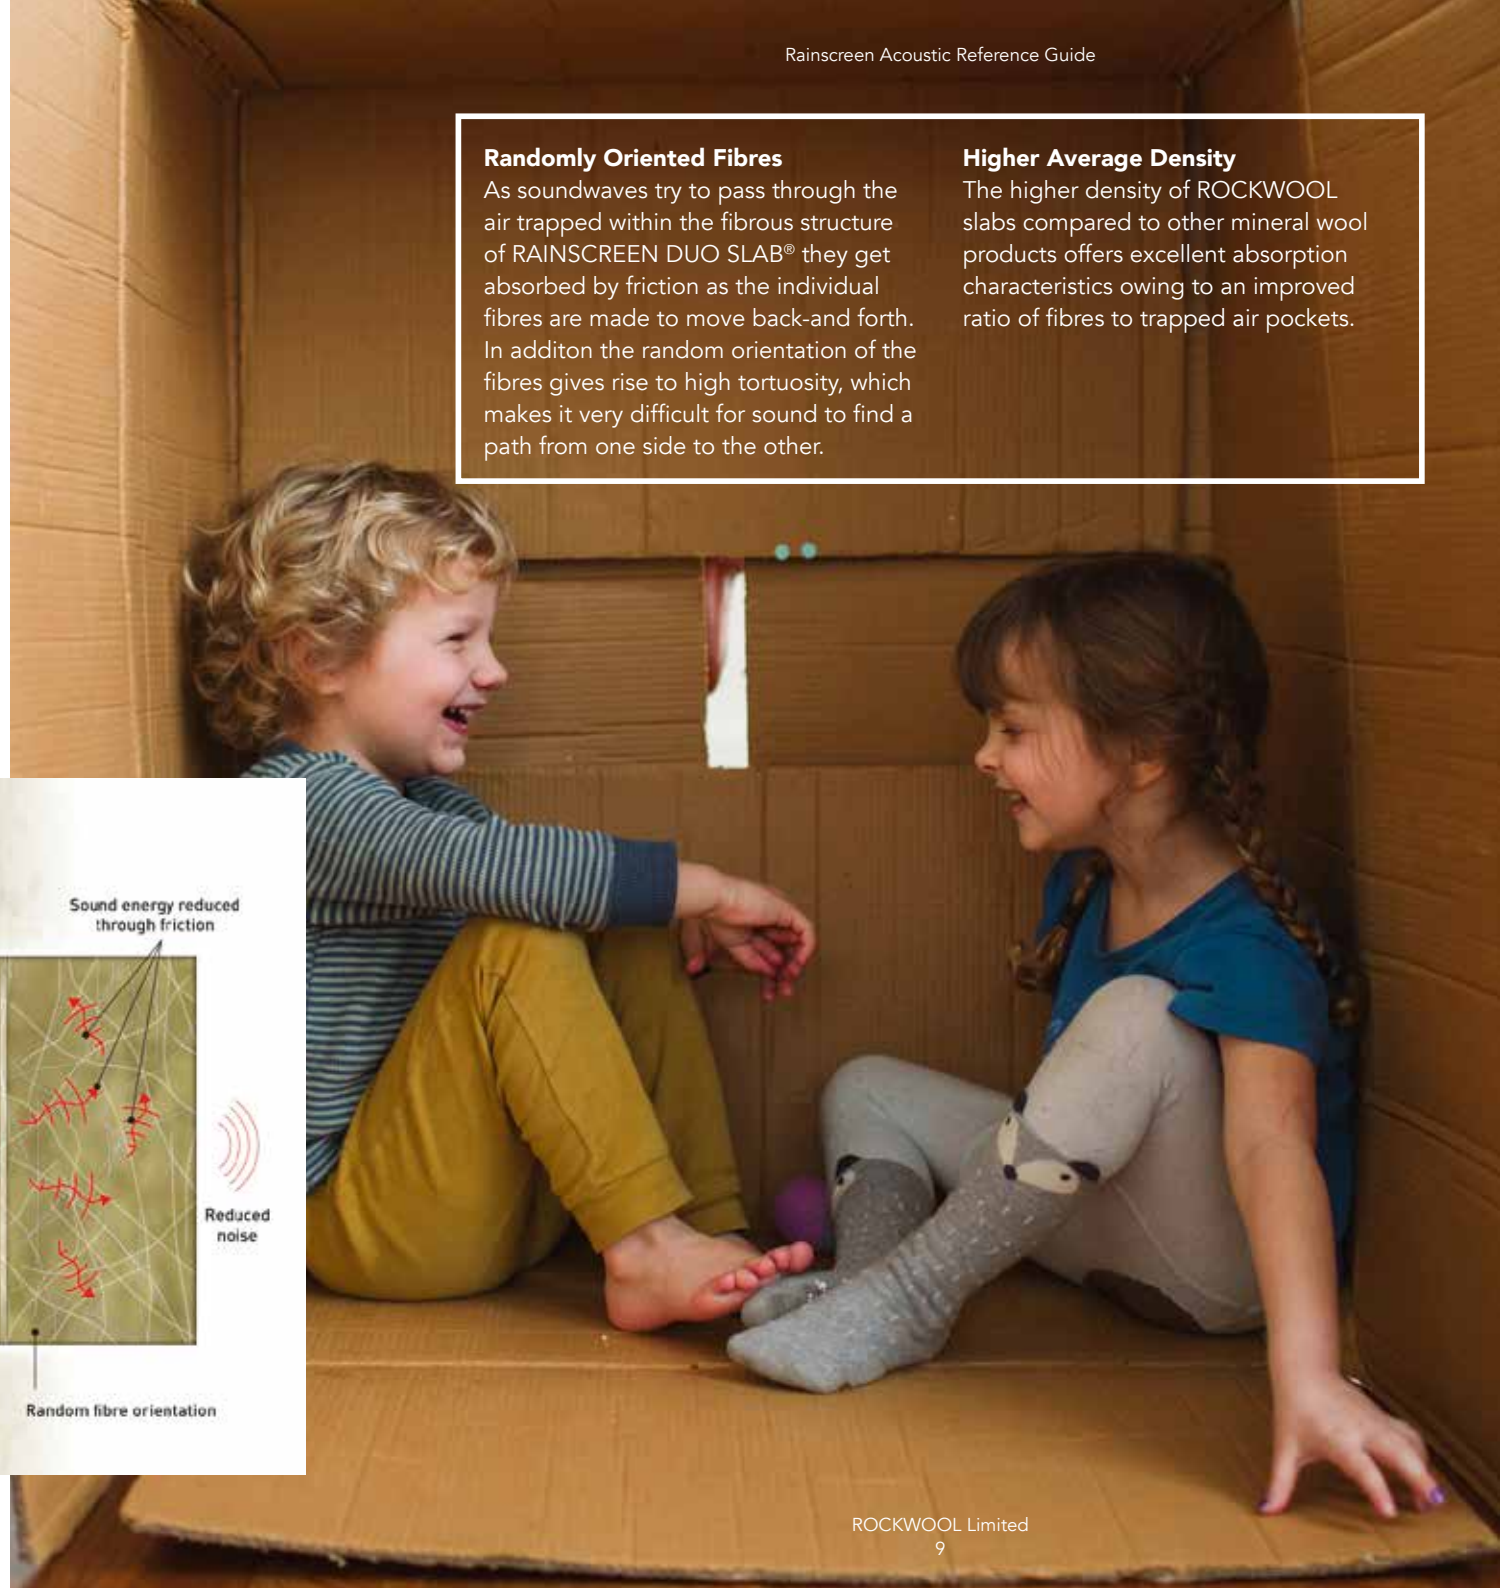 Rainscreen Acoustic Reference Guide
Randomly Oriented Fibres
As soundwaves try to pass through the
air trapped within the fibrous structure
of RAINSCREEN DUO SLAB® they get
absorbed by friction as the individual
fibres are made to move back-and forth.
In additon the random orientation of the
fibres gives rise to high tortuosity, which
makes it very difficult for sound to find a
path from one side to the other.
Higher Average Density
The higher density of ROCKWOOL
slabs compared to other mineral wool
products offers excellent absorption
characteristics owing to an improved
ratio of fibres to trapped air pockets.
Sound energy reduced
through friction
Reduced
noise
Random fibre orientation
ROCKWOOL Limited
9